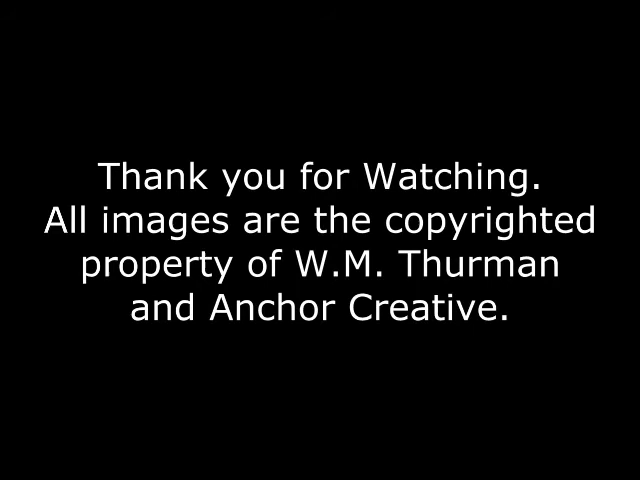 Thank you for Watching.
All images are the copyrighted
property of W.M. Thurman
and Anchor Creative.